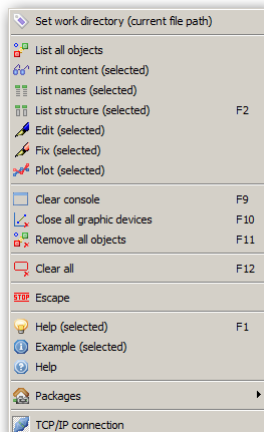 Set work directory (current file path)
List all objects
Print content (selected)
List names (selected)
List structure (selected) F2
Edit (selected)
Fix (selected)
Plot (selected)
Clear console F9
Close all graphic devices F10
Remove all objects F11
Clear all F12
STOP Escape
Help (selected) F1
Example (selected)
Help
Packages
TCP/IP connection